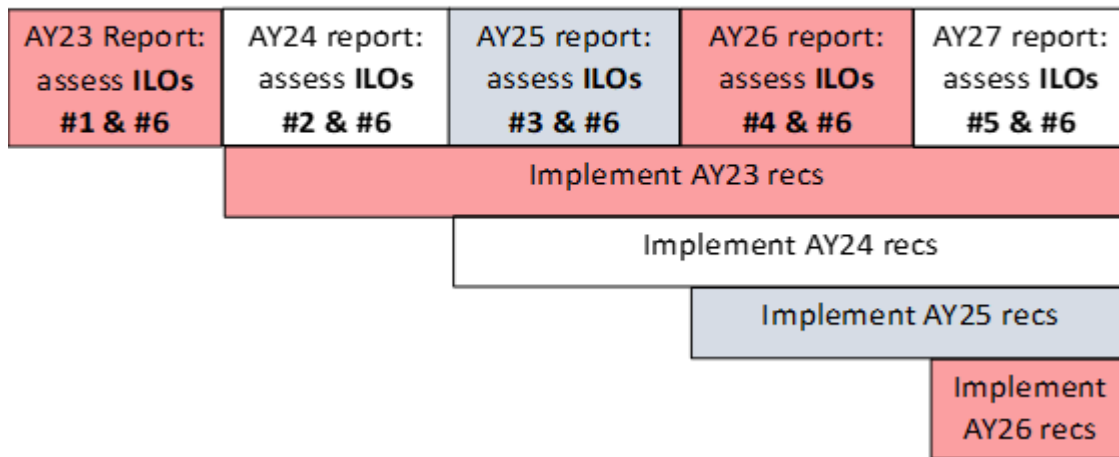 AY23 Report:
assess ILOs
#1 & #6
AY24 report:
assess ILOs
#2 & #6
AY25 report:
assess ILOs
#3 & #6
AY26 report:
assess ILOs
#4 & #6
AY27 report:
assess ILOs
#5 & #6
Implement AY23 recs
Implement AY24 recs
Implement AY25 recs
Implement
AY26 recs